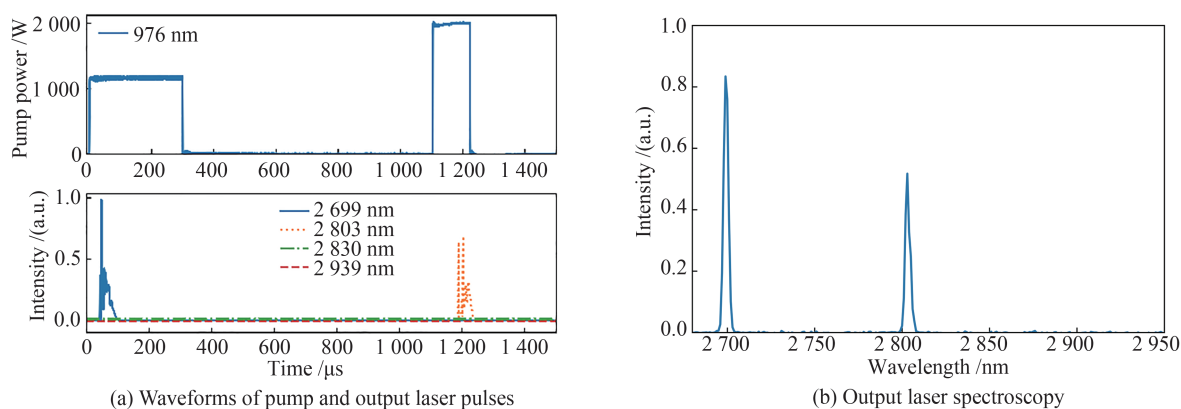 2 000
1 000
0
Pump power /W
976 nm
0 200 400 600 800 1 000 1 200 1 400
1.0
0.5
0.0
Intensity /(a.u.)
2 699 nm
2 803 nm
2 830 nm
2 939 nm
0 200 400 600 800 1 000 1 200 1 400
Time /μs
(a) Waveforms of pump and output laser pulses
1.0
0.8
0.6
0.4
0.2
0.0
Intensity /(a.u.)
2 700 2 750 2 800 2 850 2 900 2 950
Wavelength /nm
(b) Output laser spectroscopy